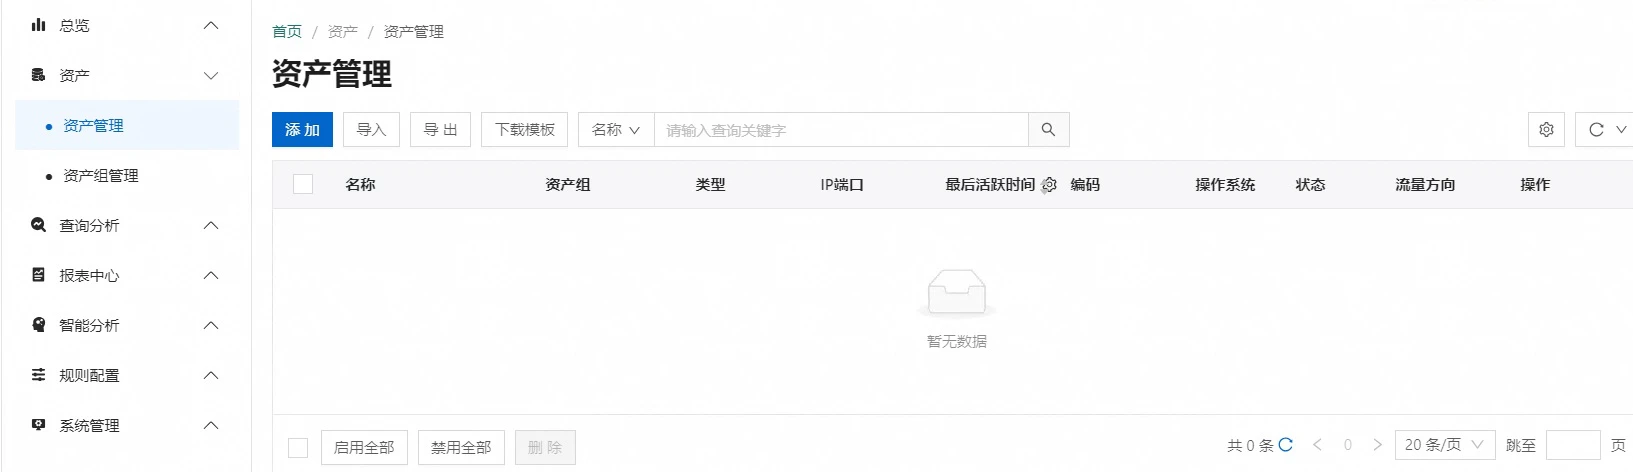 总览
资产
资产管理
资产组管理
查询分析
报表中心
智能分析
规则配置
系统管理
首页 / 资产 / 资产管理
资产管理
添加 导入 导出 下载模板 名称 请输入查询关键字
名称 资产组 类型 IP端口 最后活跃时间 编码 操作系统 状态 流量方向 操作
暂无数据
启用全部 禁用全部 删除 共 0 条 < 0 > 20 条/页 跳至 页